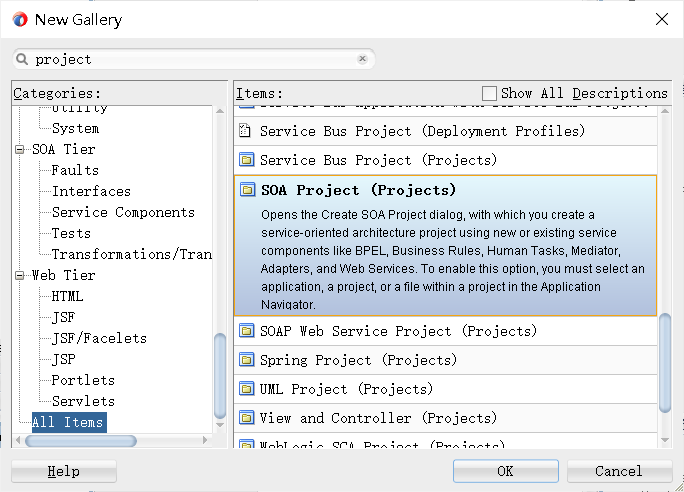 New Gallery
project
Categories:
Items:
Show All Descriptions
Utility
System
SOA Tier
Faults
Interfaces
Service Components
Tests
Transformations/Tran
Web Tier
HTML
JSF
JSF/Facelets
JSP
Portlets
Servlets
All Items
Service Bus Project (Deployment Profiles)
Service Bus Project (Projects)
SOA Project (Projects)
Opens the Create SOA Project dialog, with which you create a
service-oriented architecture project using new or existing service
components like BPEL, Business Rules, Human Tasks, Mediator,
Adapters, and Web Services. To enable this option, you must select an
application, a project, or a file within a project in the Application
Navigator.
SOAP Web Service Project (Projects)
Spring Project (Projects)
UML Project (Projects)
View and Controller (Projects)
WebLogic SCA Project (Projects)
Help
OK
Cancel